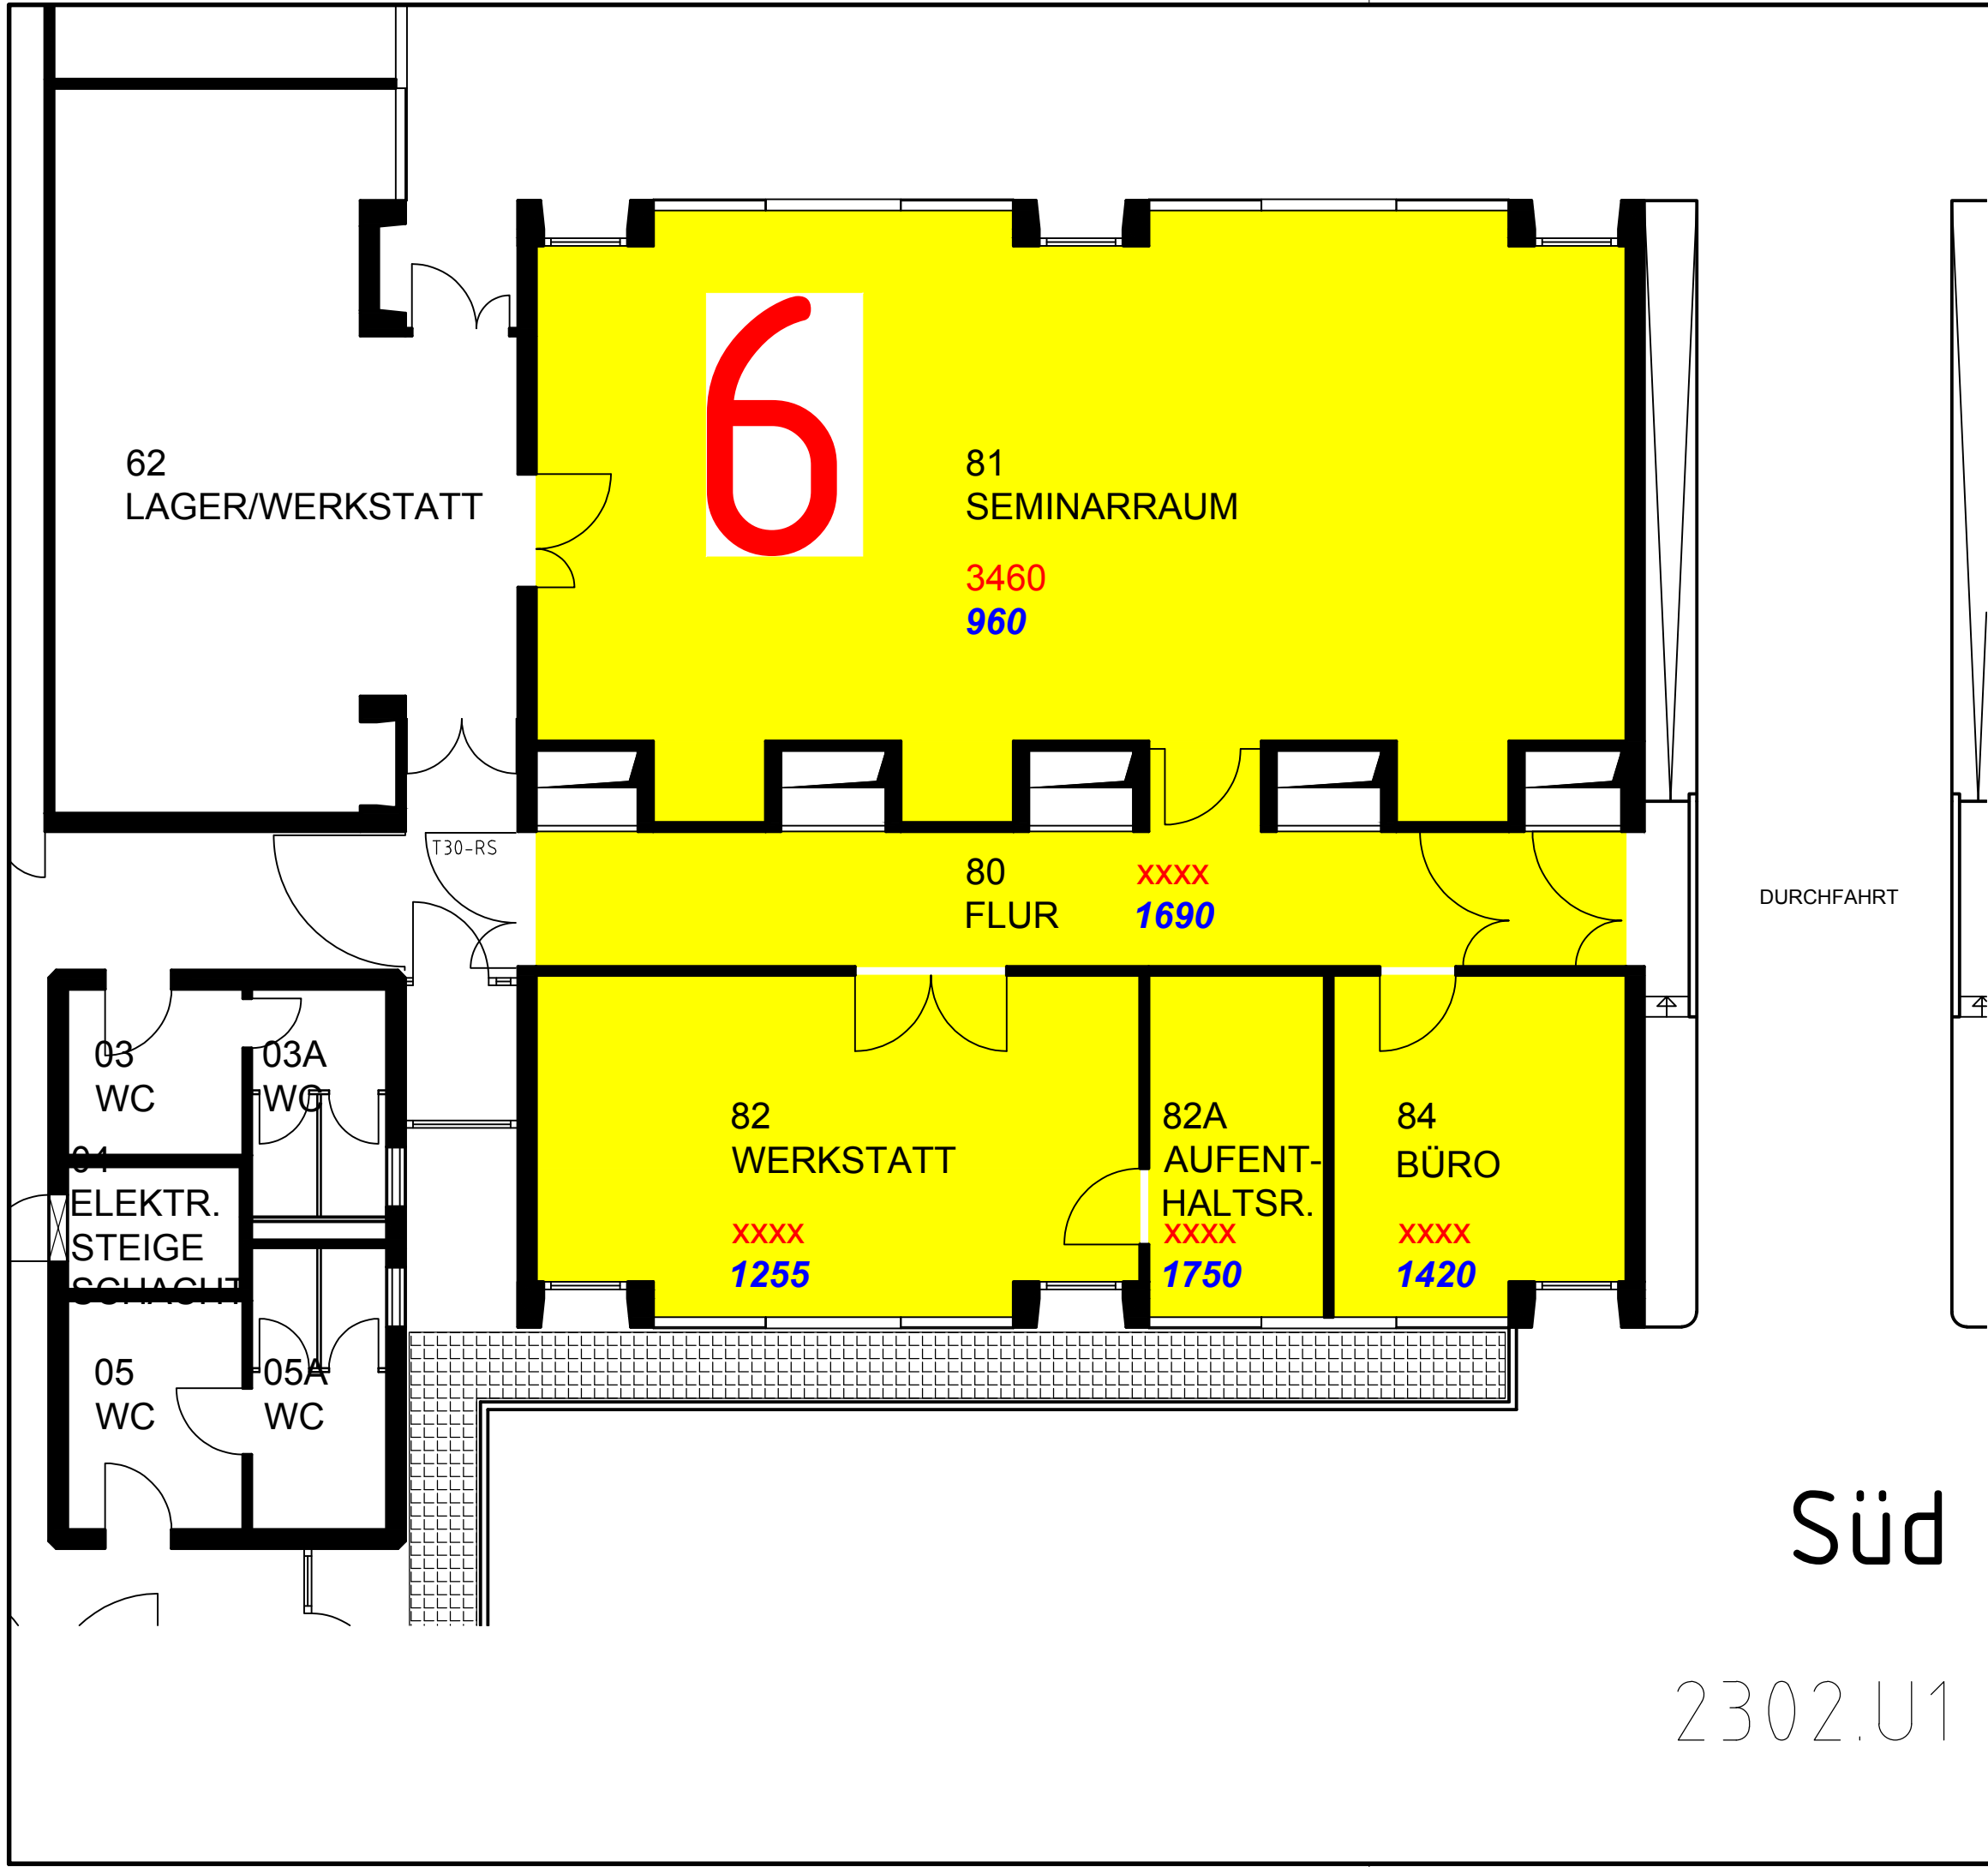 6
62
LAGER/WERKSTATT
81
SEMINARRAUM
3460
960
T30-RS
80
FLUR
xxxx
1690
DURCHFAHRT
03
WC
03A
WC
04
ELEKTR.
STEIGE
SCHACHT
82
WERKSTATT
xxxx
1255
82A
AUFENT-
HALTSR.
xxxx
1750
84
BÜRO
xxxx
1420
05
WC
05A
WC
Süd
2302.U1